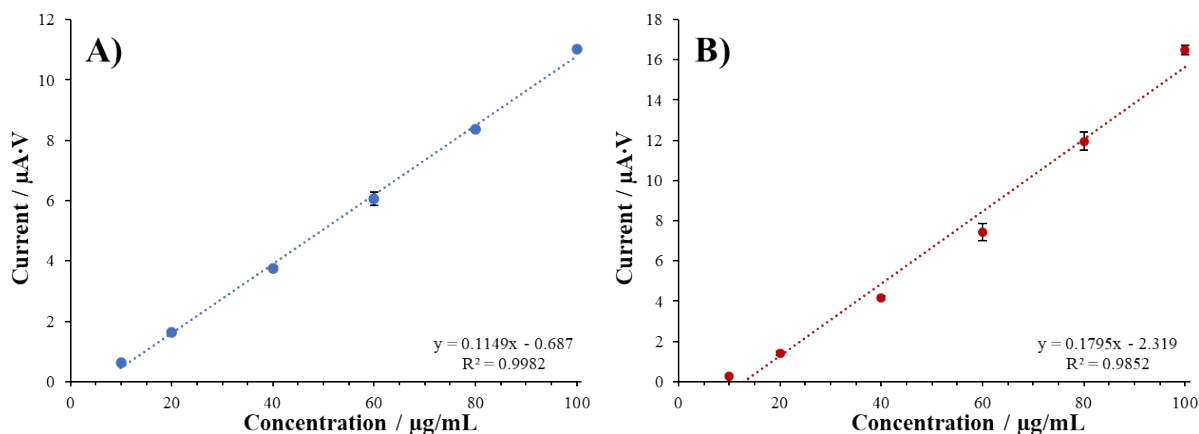 A)
Current / µA·V
12
10
8
6
4
2
0
0 20 40 60 80 100
Concentration / µg/mL
y = 0.1149x - 0.687
R² = 0.9982
B)
Current / µA·V
18
16
14
12
10
8
6
4
2
0
0 20 40 60 80 100
Concentration / µg/mL
y = 0.1795x - 2.319
R² = 0.9852